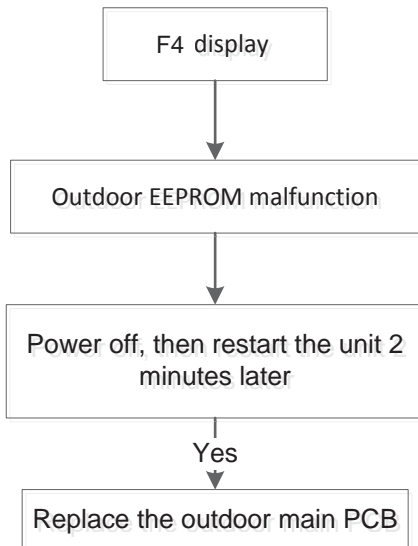 F4 display
Outdoor EEPROM malfunction
Power off, then restart the unit 2
minutes later
Yes
Replace the outdoor main PCB